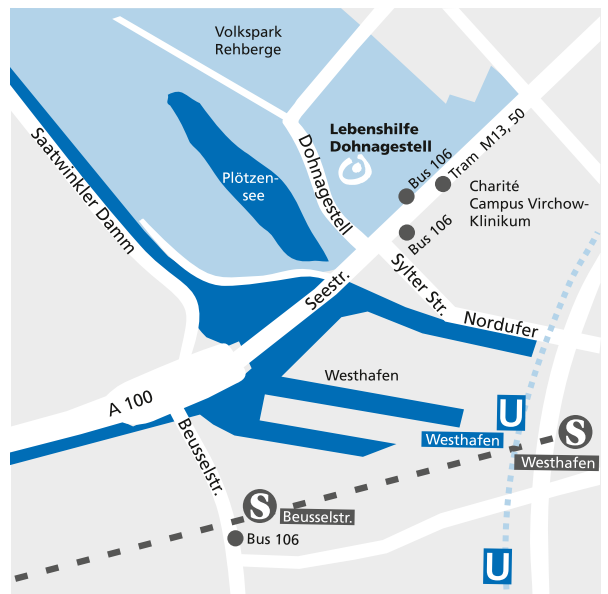 Volkspark
Rehberge
Lebenshilfe
Dohnagestell
Dohnagestell
Bus 106
Tram M13, 50
Plötzen-
see
Charité
Campus Virchow-
Klinikum
Bus 106
Saatwinkler Damm
Seestr.
Sylter Str.
Nordufer
Westhafen
A 100
U
Westhafen
S
Westhafen
Beusselstr.
S
Beusselstr.
Bus 106
U